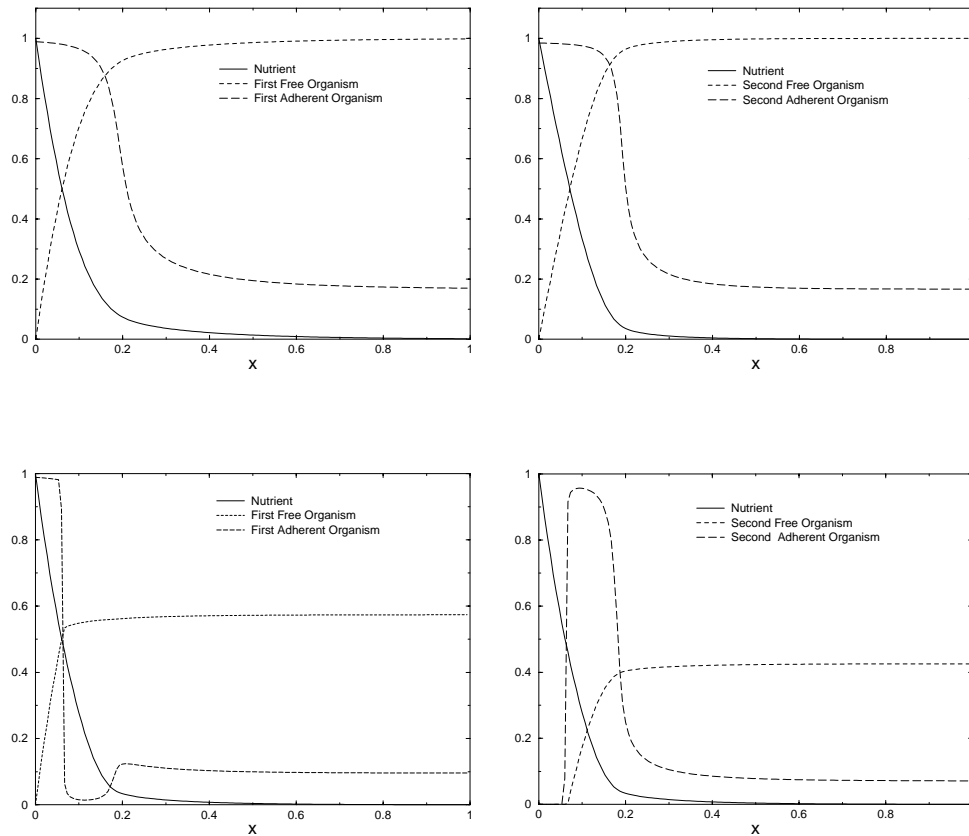 1
0.8
0.6
0.4
0.2
0
0 0.2 0.4 0.6 0.8 1
X
Nutrient
First Free Organism
First Adherent Organism
1
0.8
0.6
0.4
0.2
0
0 0.2 0.4 0.6 0.8
X
Nutrient
Second Free Organism
Second Adherent Organism
1
0.8
0.6
0.4
0.2
0
0 0.2 0.4 0.6 0.8 1
X
Nutrient
First Free Organism
First Adherent Organism
1
0.8
0.6
0.4
0.2
0
0 0.2 0.4 0.6 0.8
X
Nutrient
Second Free Organism
Second Adherent Organism